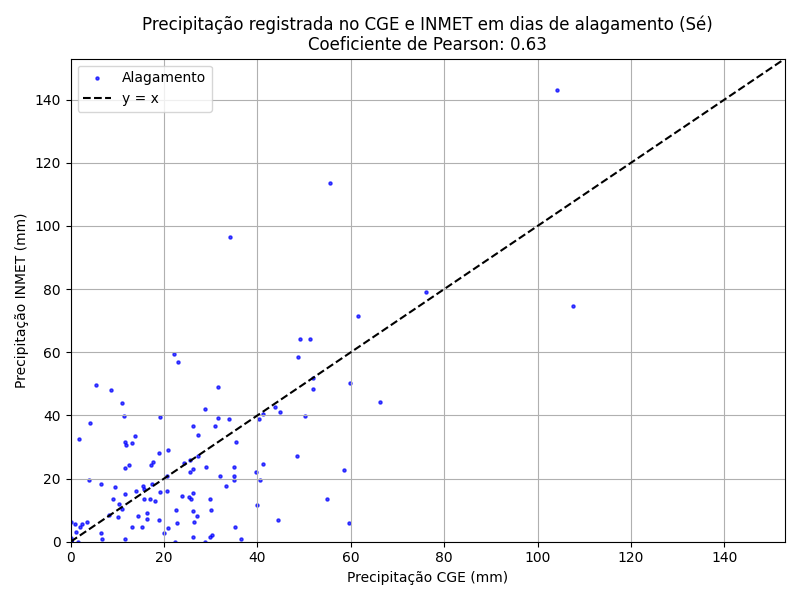 Precipitação registrada no CGE e INMET em dias de alagamento (Sé)
Coeficiente de Pearson: 0.63
Alagamento
y = x
Precipitação INMET (mm)
140
120
100
80
60
40
20
0
0 20 40 60 80 100 120 140
Precipitação CGE (mm)